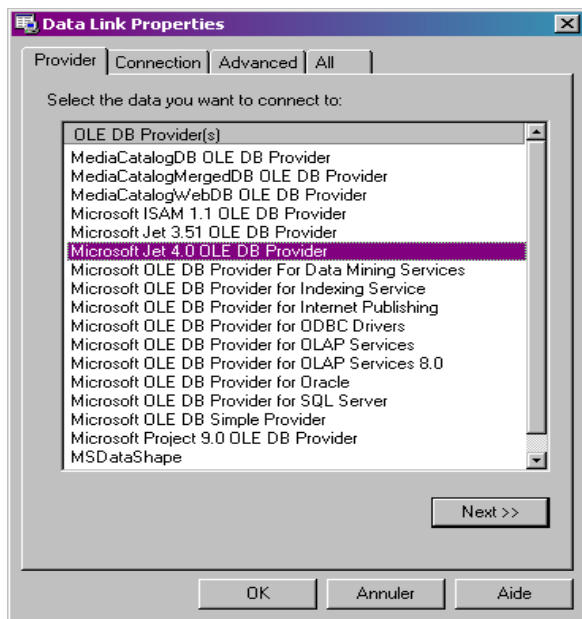 Data Link Properties
Provider Connection Advanced All
Select the data you want to connect to:
OLE DB Provider(s)
MediaCatalogDB OLE DB Provider
MediaCatalogMergedDB OLE DB Provider
MediaCatalogWebDB OLE DB Provider
Microsoft ISAM 1.1 OLE DB Provider
Microsoft Jet 3.51 OLE DB Provider
Microsoft Jet 4.0 OLE DB Provider
Microsoft OLE DB Provider For Data Mining Services
Microsoft OLE DB Provider for Indexing Service
Microsoft OLE DB Provider for Internet Publishing
Microsoft OLE DB Provider for ODBC Drivers
Microsoft OLE DB Provider for OLAP Services
Microsoft OLE DB Provider for OLAP Services 8.0
Microsoft OLE DB Provider for Oracle
Microsoft OLE DB Provider for SQL Server
Microsoft OLE DB Simple Provider
Microsoft Project 9.0 OLE DB Provider
MSDataShape
Next >>
OK Annuler Aide